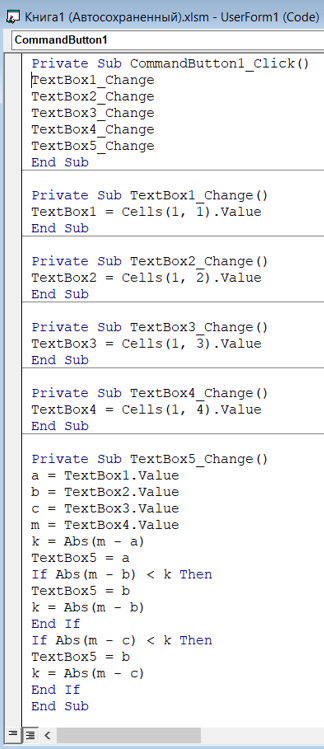 Книга1 (Автосохраненный).xlsm - UserForm1 (Code)
CommandButton1
Private Sub CommandButton1_Click()
TextBox1_Change
TextBox2_Change
TextBox3_Change
TextBox4_Change
TextBox5_Change
End Sub
Private Sub TextBox1_Change()
TextBox1 = Cells(1, 1).Value
End Sub
Private Sub TextBox2_Change()
TextBox2 = Cells(1, 2).Value
End Sub
Private Sub TextBox3_Change()
TextBox3 = Cells(1, 3).Value
End Sub
Private Sub TextBox4_Change()
TextBox4 = Cells(1, 4).Value
End Sub
Private Sub TextBox5_Change()
a = TextBox1.Value
b = TextBox2.Value
c = TextBox3.Value
m = TextBox4.Value
k = Abs(m - a)
TextBox5 = a
If Abs(m - b) < k Then
TextBox5 = b
k = Abs(m - b)
End If
If Abs(m - c) < k Then
TextBox5 = b
k = Abs(m - c)
End If
End Sub